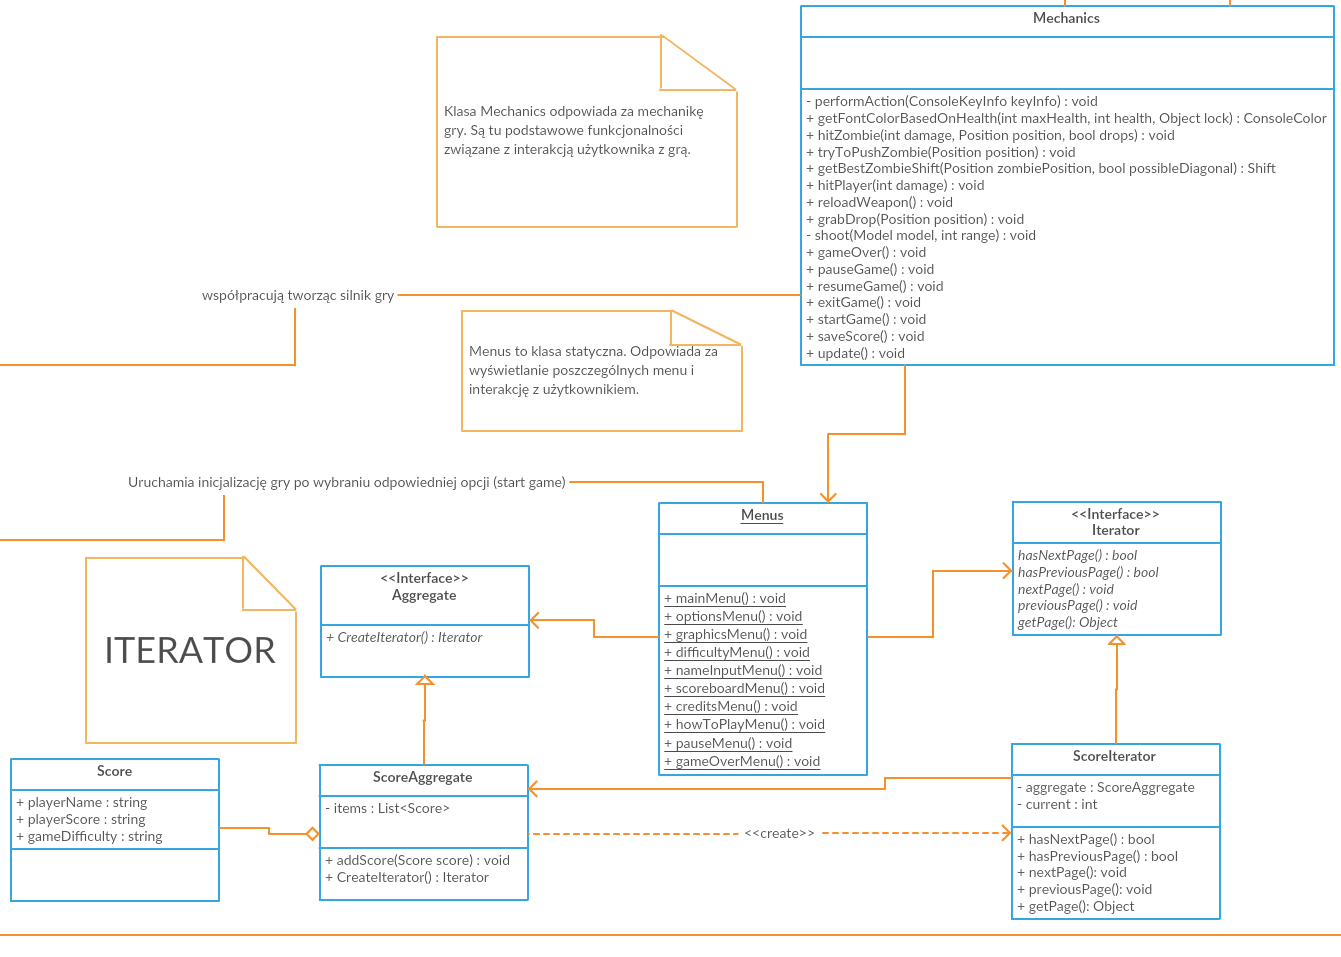 Mechanics
- performAction(ConsoleKeyInfo keyInfo) : void
+ getFontColorBasedOnHealth(int maxHealth, int health, Object lock) : ConsoleColor
+ hitZombie(int damage, Position position, bool drops) : void
+ tryToPushZombie(Position position) : void
+ getBestZombieShift(Position zombiePosition, bool possibleDiagonal) : Shift
+ hitPlayer(int damage) : void
+ reloadWeapon() : void
+ grabDrop(Position position) : void
- shoot(Model model, int range) : void
+ gameOver() : void
+ pauseGame() : void
+ resumeGame() : void
+ exitGame() : void
+ startGame() : void
+ saveScore() : void
+ update() : void
Klasa Mechanics odpowiada za mechanikę
gry. Są tu podstawowe funkcjonalności
związane z interakcją użytkownika z grą.
współpracują tworząc silnik gry
Menus to klasa statyczna. Odpowiada za
wyświetlanie poszczególnych menu i
interakcję z użytkownikiem.
Uruchamia inicjalizację gry po wybraniu odpowiedniej opcji (start game)
Menus
+ mainMenu() : void
+ optionsMenu() : void
+ graphicsMenu() : void
+ difficultyMenu() : void
+ nameInputMenu() : void
+ scoreboardMenu() : void
+ creditsMenu() : void
+ howToPlayMenu() : void
+ pauseMenu() : void
+ gameOverMenu() : void
<<Interface>>
Iterator
hasNextPage() : bool
hasPreviousPage() : bool
nextPage() : void
previousPage() : void
getPage(): Object
ITERATOR
<<Interface>>
Aggregate
+ CreateIterator() : Iterator
Score
+ playerName : string
+ playerScore : string
+ gameDifficulty : string
ScoreAggregate
- items : List<Score>
+ addScore(Score score) : void
+ CreateIterator() : Iterator
<<create>>
ScoreIterator
- aggregate : ScoreAggregate
- current : int
+ hasNextPage() : bool
+ hasPreviousPage() : bool
+ nextPage(): void
+ previousPage(): void
+ getPage(): Object